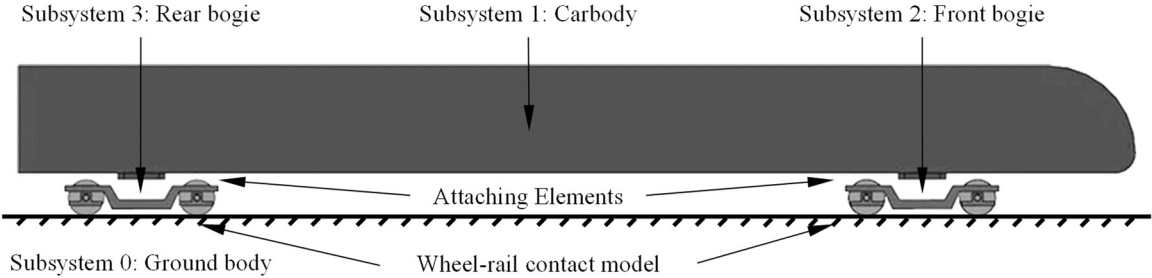 Subsystem 3: Rear bogie
Subsystem 1: Carbody
Subsystem 2: Front bogie
Attaching Elements
Subsystem 0: Ground body
Wheel-rail contact model